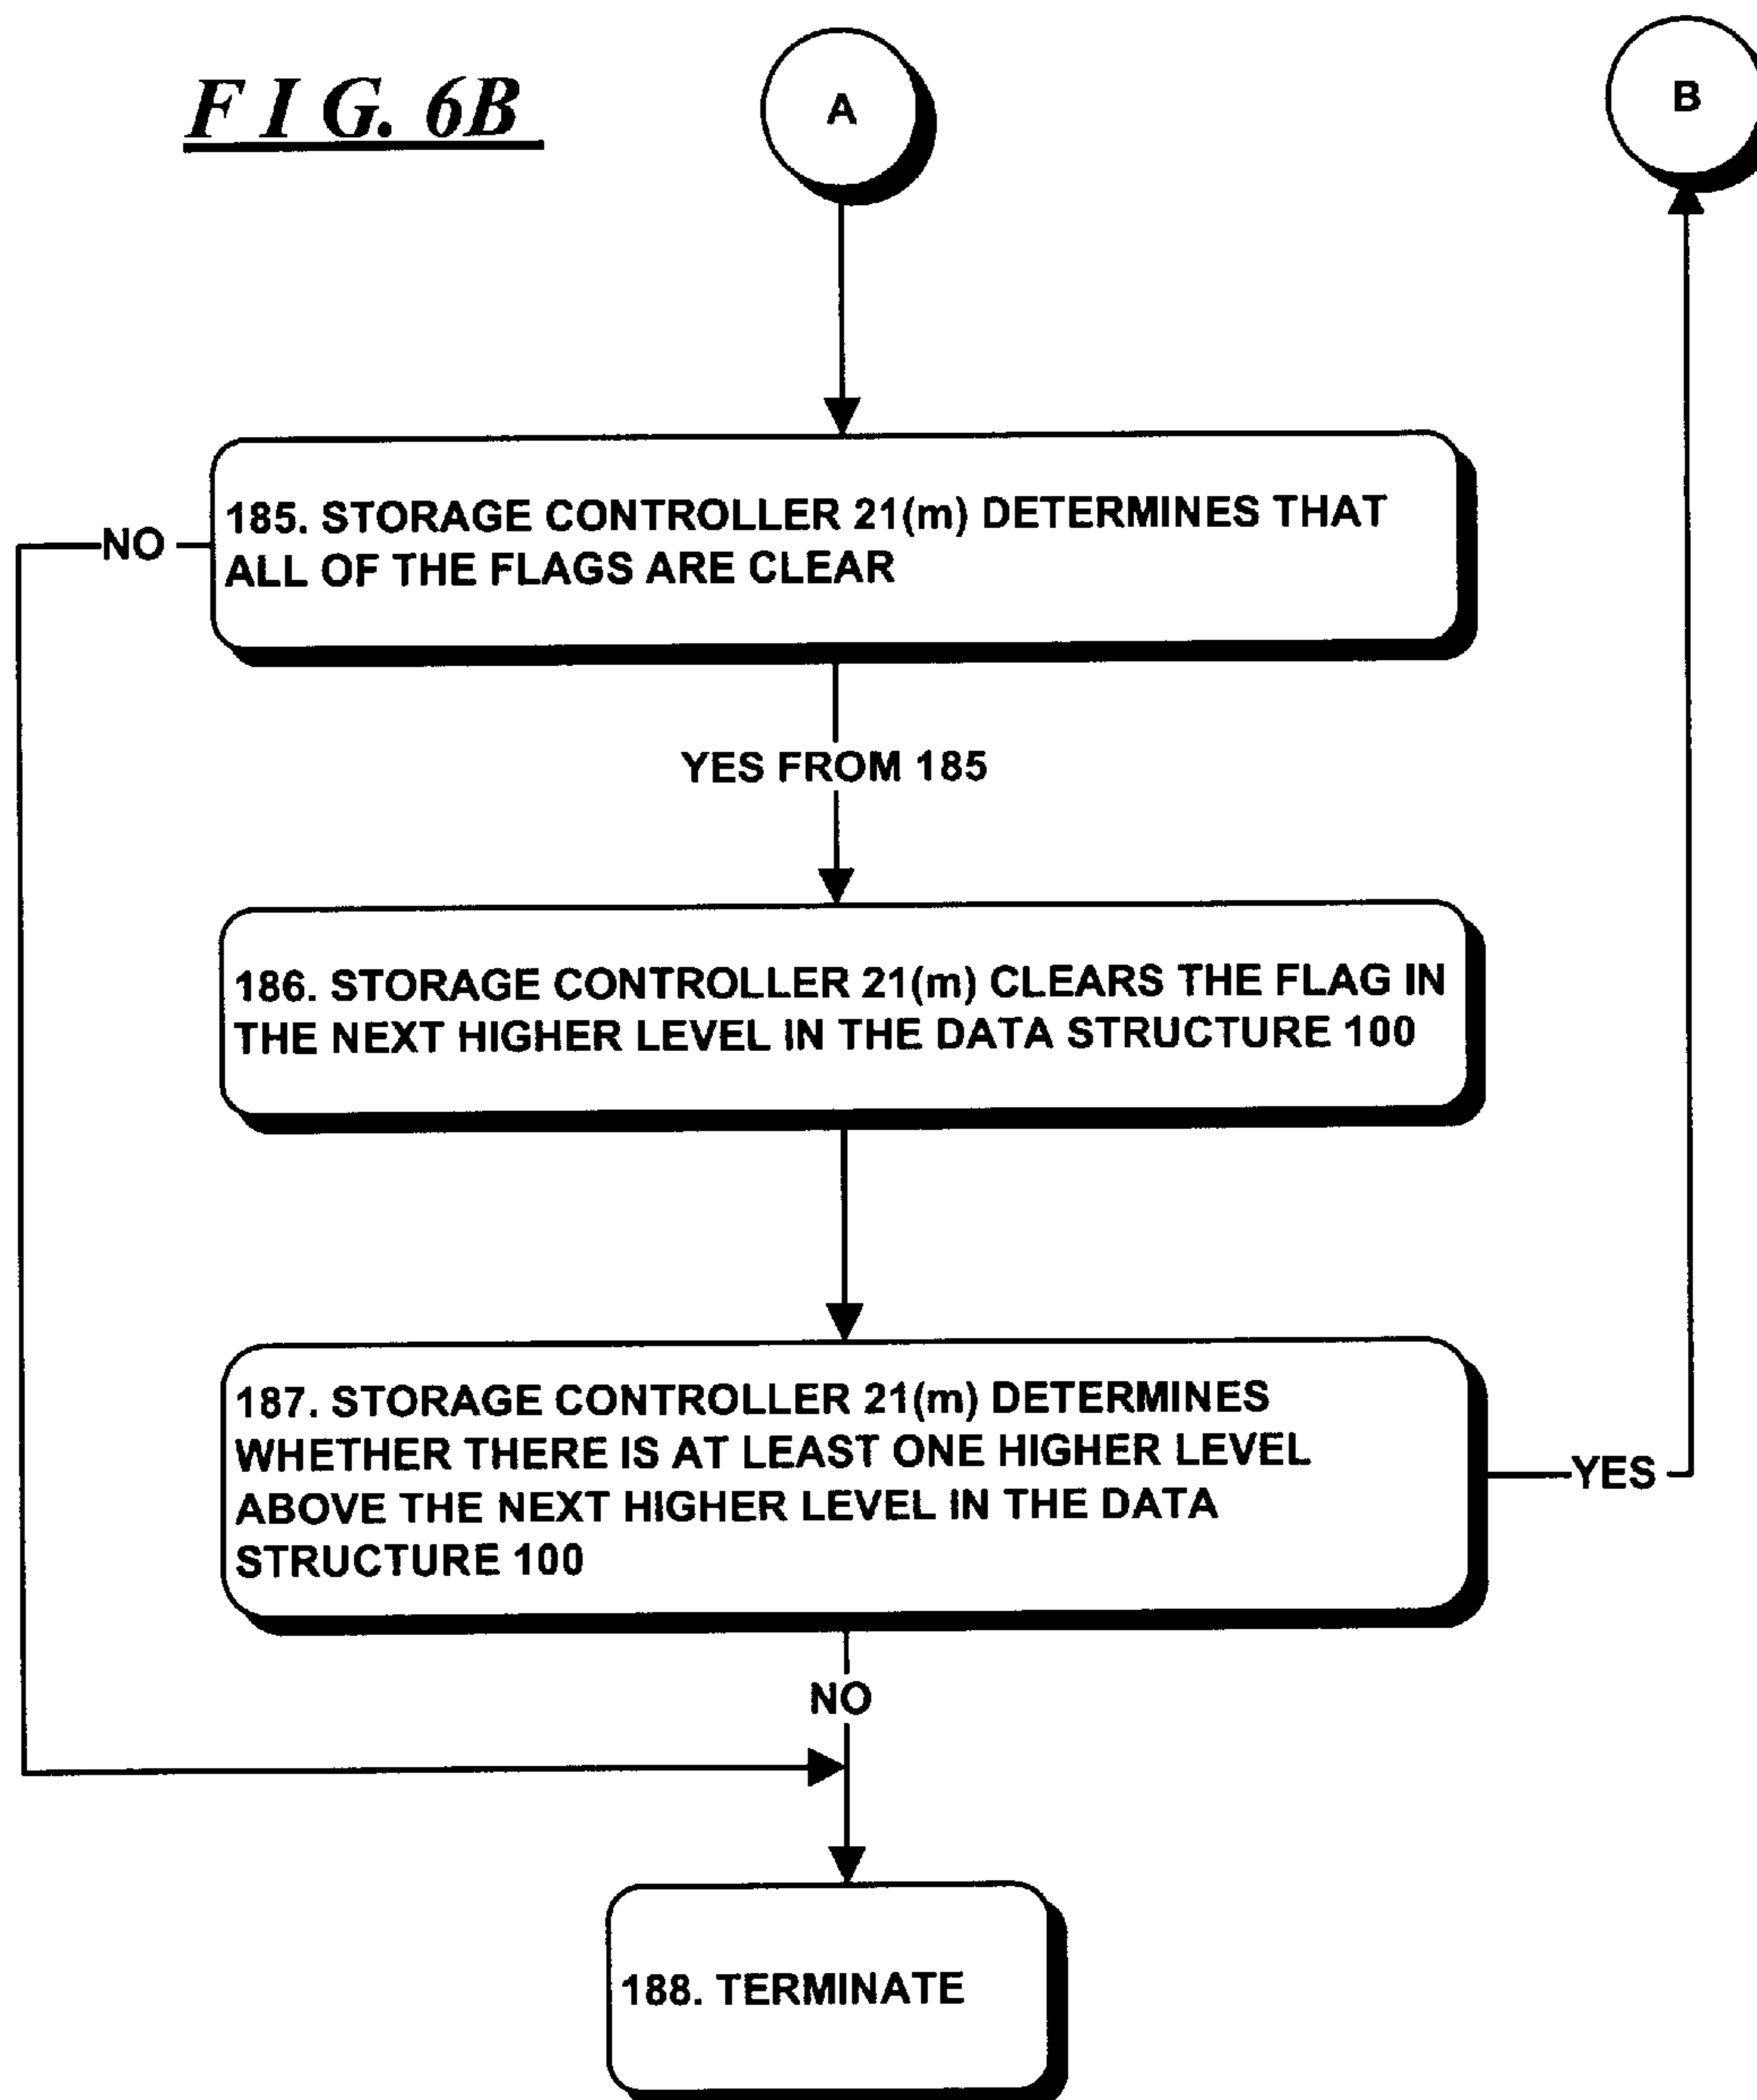 FIG. 6B
A
B
185. STORAGE CONTROLLER 21(m) DETERMINES THAT
ALL OF THE FLAGS ARE CLEAR
NO
YES FROM 185
186. STORAGE CONTROLLER 21(m) CLEARS THE FLAG IN
THE NEXT HIGHER LEVEL IN THE DATA STRUCTURE 100
187. STORAGE CONTROLLER 21(m) DETERMINES
WHETHER THERE IS AT LEAST ONE HIGHER LEVEL
ABOVE THE NEXT HIGHER LEVEL IN THE DATA
STRUCTURE 100
YES
NO
188. TERMINATE